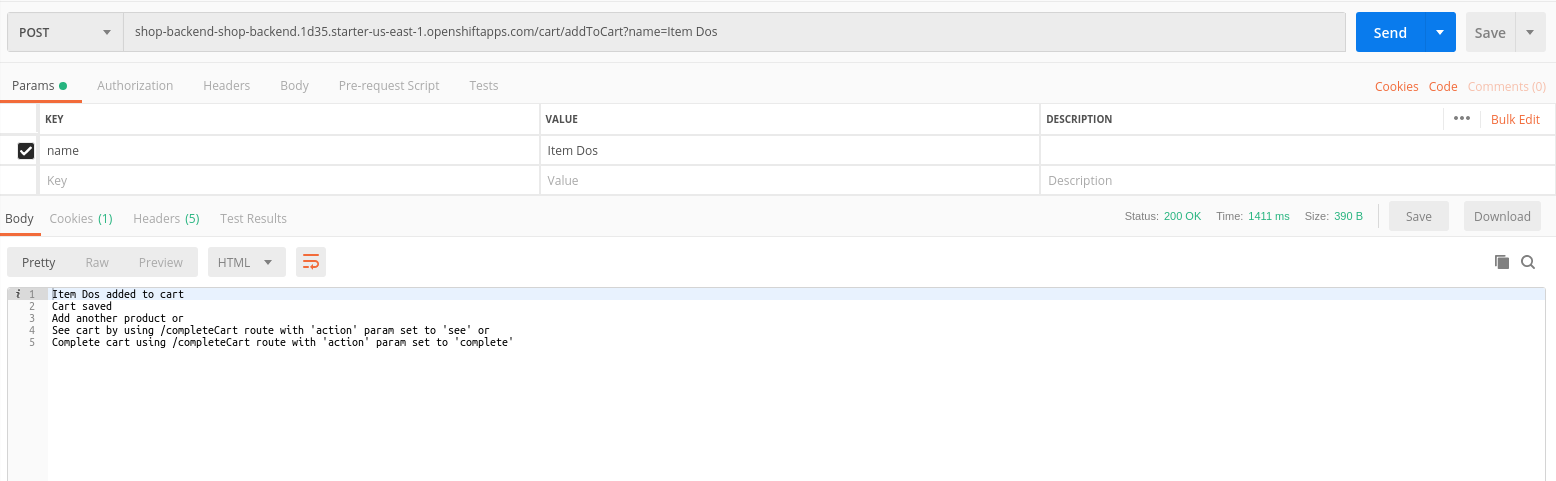 POST shop-backend-shop-backend.1d35.starter-us-east-1.openshiftapps.com/cart/addToCart?name=Item Dos Send Save
Params Authorization Headers Body Pre-request Script Tests Cookies Code Comments (0)
KEY VALUE DESCRIPTION ••• Bulk Edit
name Item Dos
Key Value Description
Body Cookies (1) Headers (5) Test Results Status: 200 OK Time: 1411 ms Size: 390 B Save Download
Pretty Raw Preview HTML
i 1 Item Dos added to cart
2 Cart saved
3 Add another product or
4 See cart by using /completeCart route with 'action' param set to 'see' or
5 Complete cart using /completeCart route with 'action' param set to 'complete'